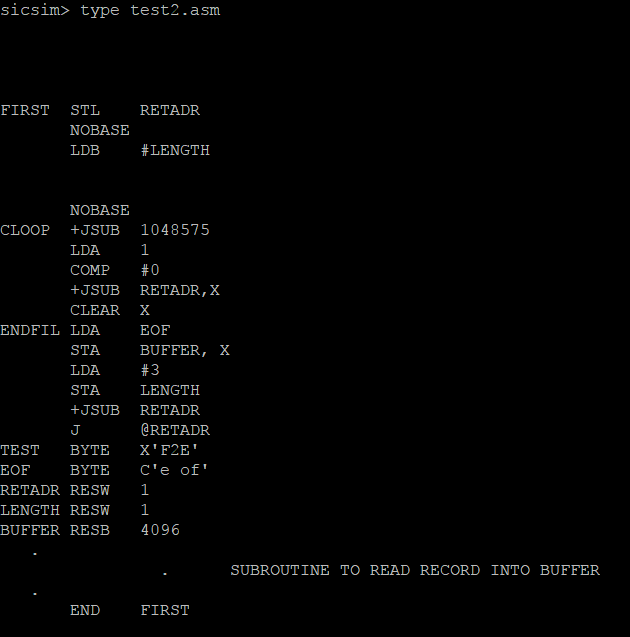 sicsim> type test2.asm
FIRST  STL    RETADR
       NOBASE
       LDB    #LENGTH
       NOBASE
CLOOP  +JSUB  1048575
       LDA    1
       COMP   #0
       +JSUB  RETADR,X
       CLEAR  X
ENDFIL LDA    EOF
       STA    BUFFER, X
       LDA    #3
       STA    LENGTH
       +JSUB  RETADR
       J      @RETADR
TEST   BYTE   X'F2E'
EOF    BYTE   C'e of'
RETADR RESW   1
LENGTH RESW   1
BUFFER RESB   4096
   .
                .      SUBROUTINE TO READ RECORD INTO BUFFER
   .
       END    FIRST